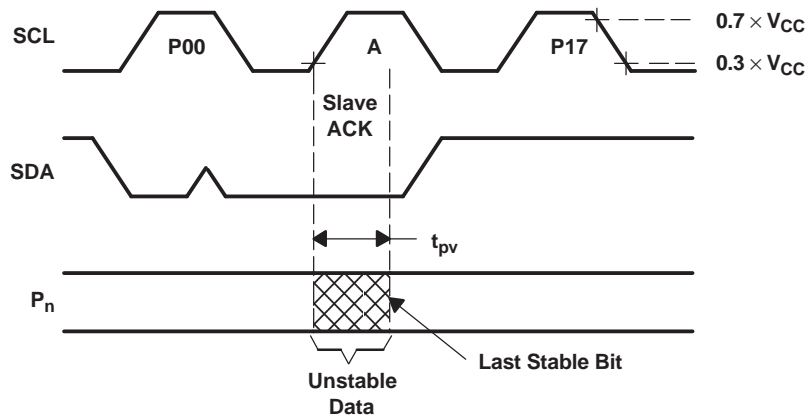 SCL
P00
A
P17
0.7 × VCC
0.3 × VCC
Slave
ACK
SDA
tpv
Pn
Last Stable Bit
Unstable
Data